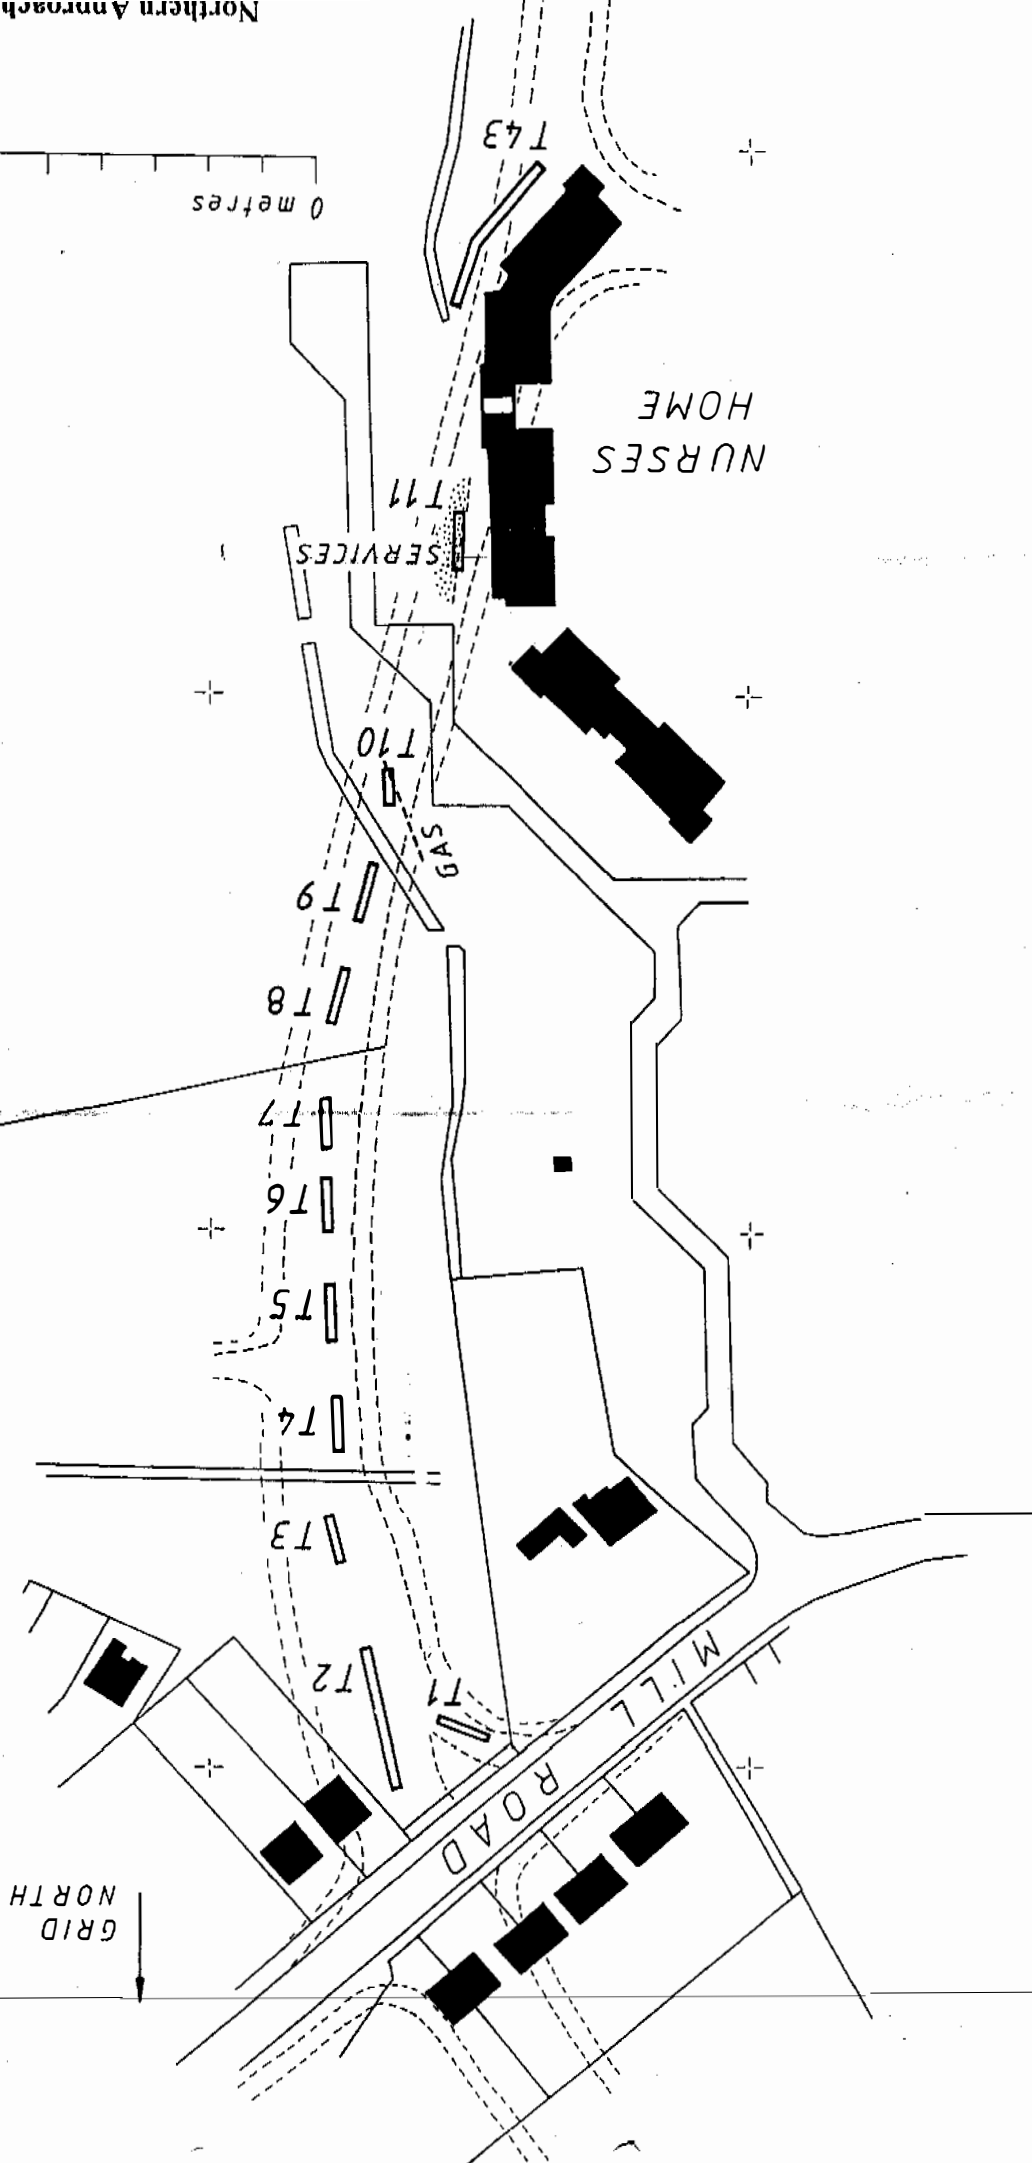 GRID
NORTH
MILL ROAD
T1
T2
T3
T4
T5
T6
T7
T8
T9
GAS
T10
SERVICES
T11
NURSES
HOME
0 metres
T43
Northern Approach